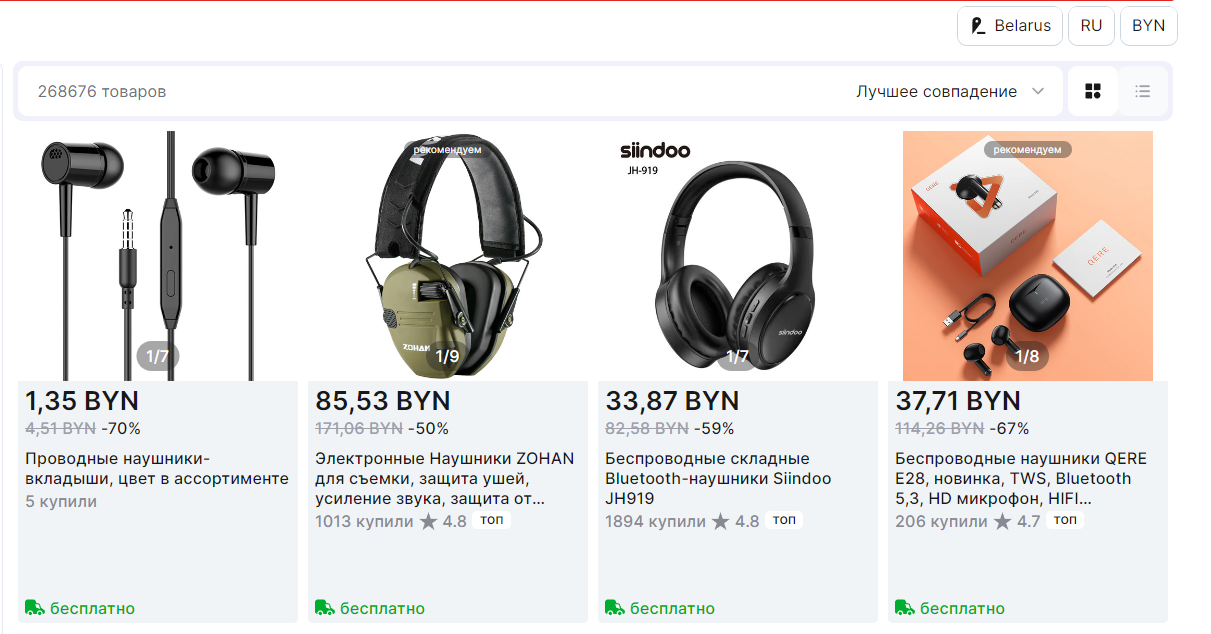 Belarus RU BYN
268676 товаров Лучшее совпадение
1/7
1,35 BYN
4,51 BYN -70%
Проводные наушники-
вкладыши, цвет в ассортименте
5 купили
бесплатно
рекомендуем
ZOHAN
1/9
85,53 BYN
171,06 BYN -50%
Электронные Наушники ZOHAN
для съемки, защита ушей,
усиление звука, защита от...
1013 купили 4.8 топ
бесплатно
siindoo
JH-919
siindoo
1/7
33,87 BYN
82,58 BYN -59%
Беспроводные складные
Bluetooth-наушники Siindoo
JH919
1894 купили 4.8 топ
бесплатно
рекомендуем
QERE
QERE
QERE
1/8
37,71 BYN
114,26 BYN -67%
Беспроводные наушники QERE
E28, новинка, TWS, Bluetooth
5,3, HD микрофон, HIFI...
206 купили 4.7 топ
бесплатно